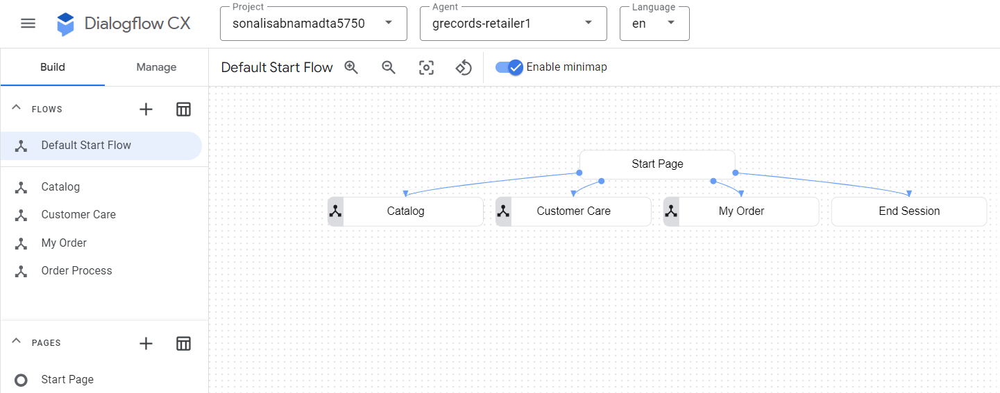 Project
Agent
Language
Dialogflow CX
sonalisabnamadta5750
grecords-retailer1
en
Build
Manage
Default Start Flow
Enable minimap
FLOWS
Default Start Flow
Catalog
Customer Care
My Order
Order Process
PAGES
Start Page
Start Page
Catalog
Customer Care
My Order
End Session